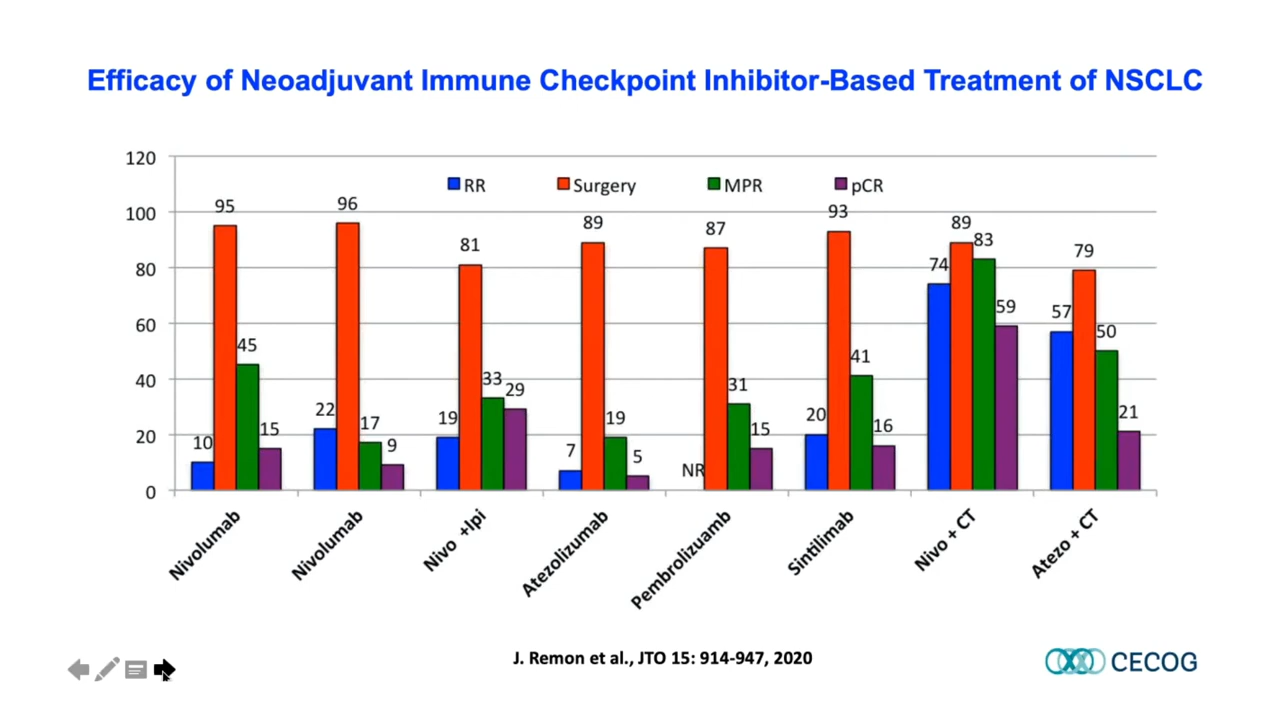 Efficacy of Neoadjuvant Immune Checkpoint Inhibitor-Based Treatment of NSCLC
120
100
80
60
40
20
0
RR Surgery MPR pCR
10 95 45 15
22 96 17 9
19 81 33 29
7 89 19 5
NR 87 31 15
20 93 41 16
74 89 83 59
57 79 50 21
Nivolumab
Nivolumab
Nivo +Ipi
Atezolizumab
Pembrolizuamb
Sintilimab
Nivo + CT
Atezo + CT
J. Remon et al., JTO 15: 914-947, 2020
CECOG